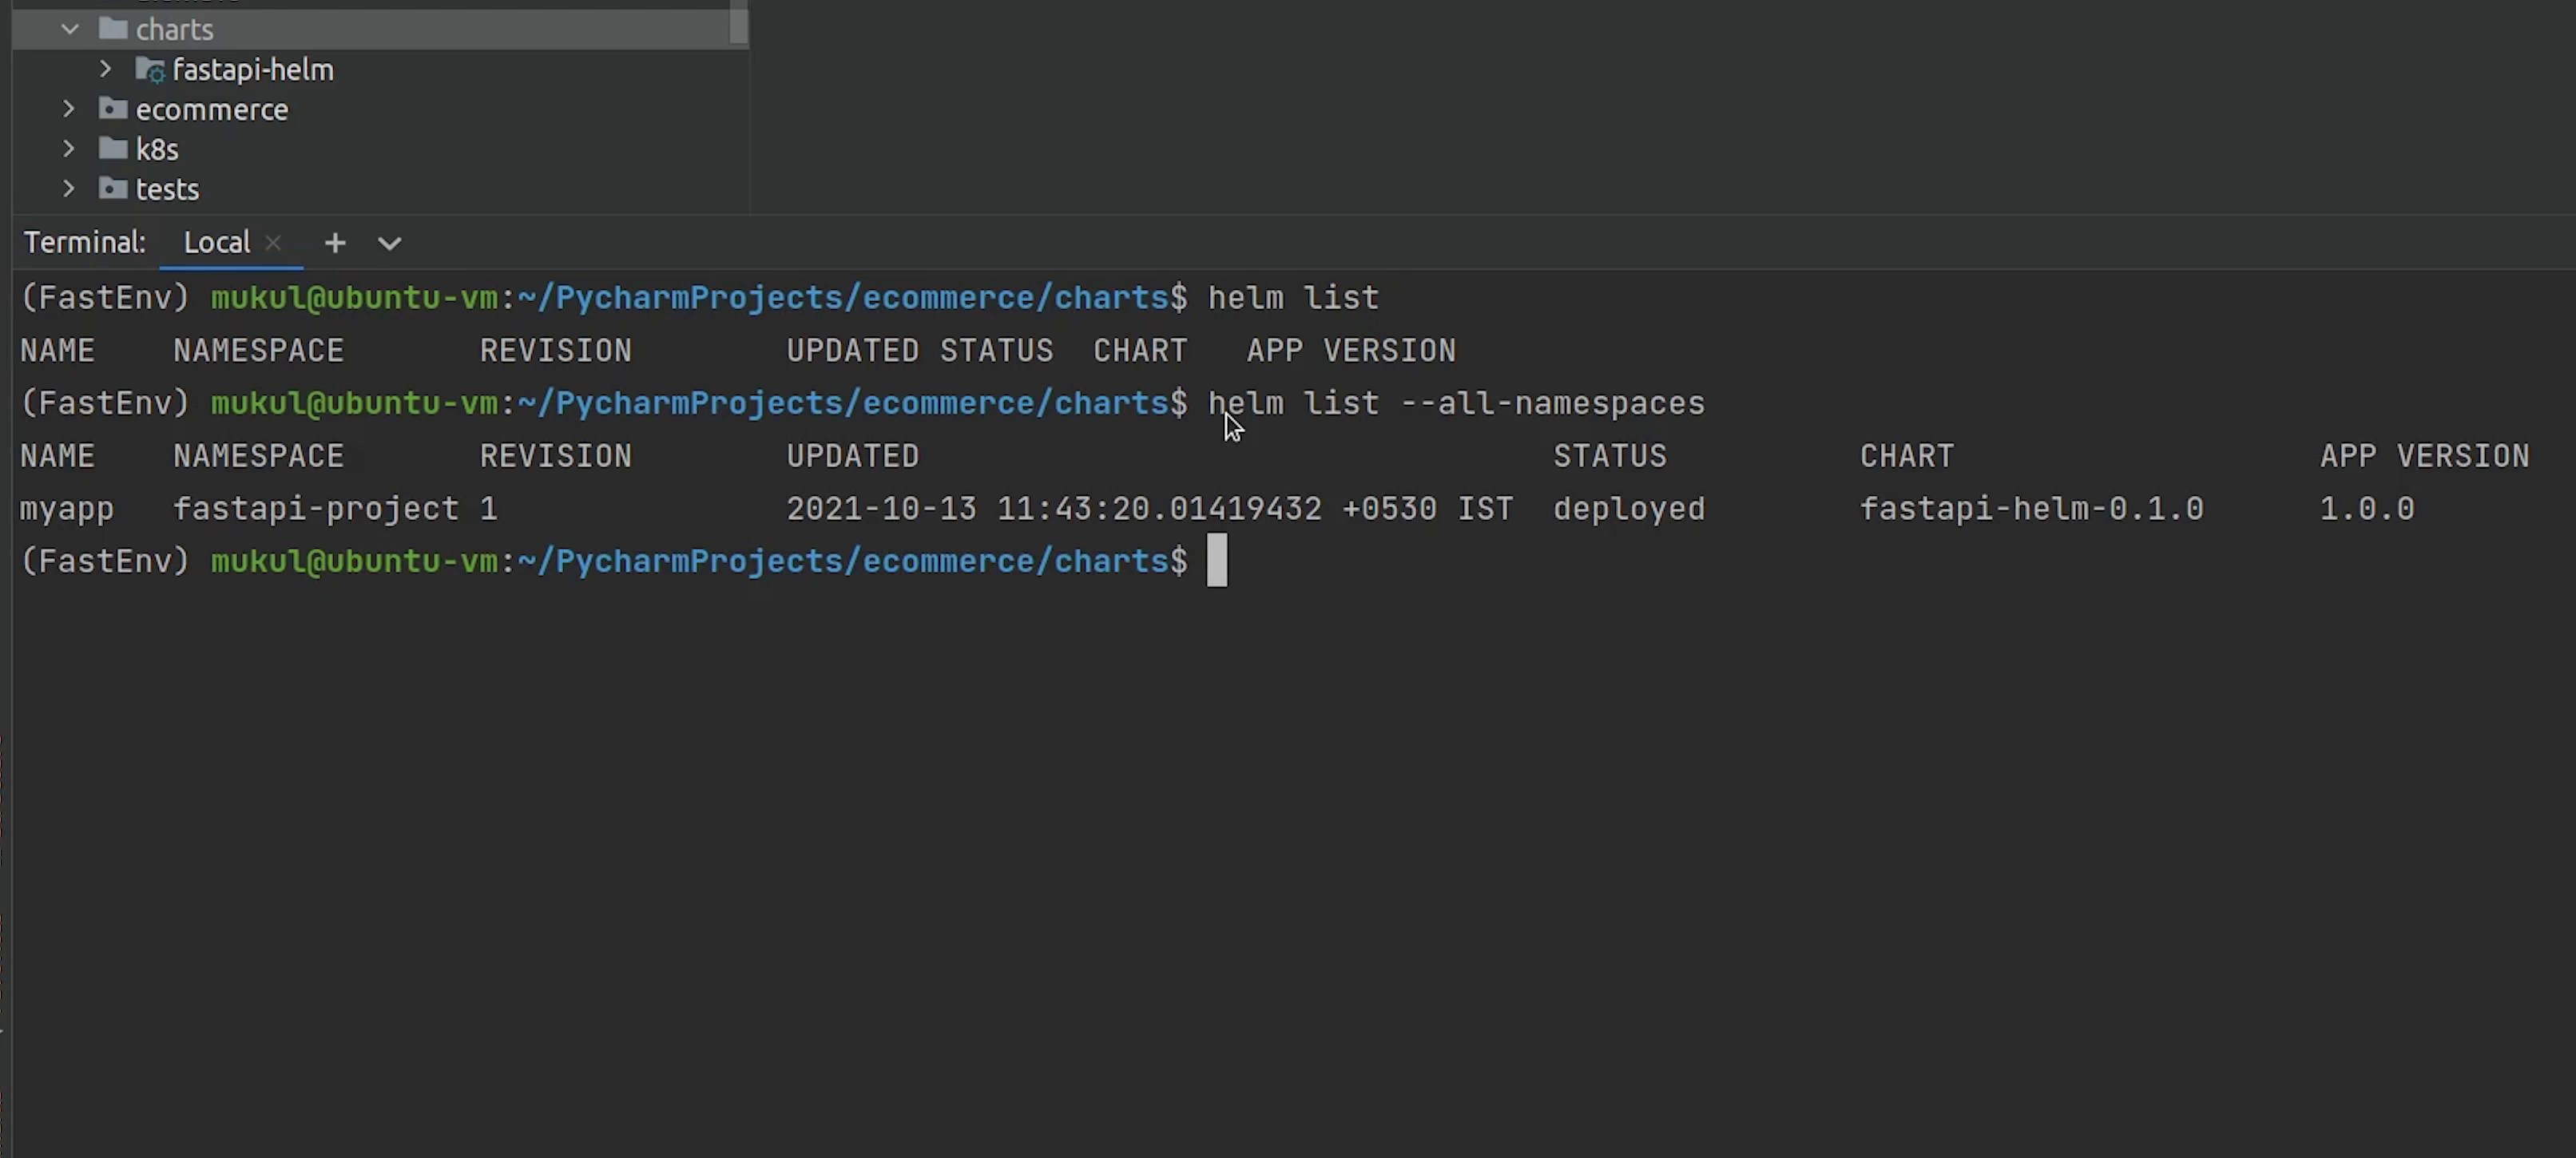 charts
fastapi-helm
ecommerce
k8s
tests
Terminal: Local
(FastEnv) mukul@ubuntu-vm:~/PycharmProjects/ecommerce/charts$ helm list
NAME NAMESPACE REVISION UPDATED STATUS CHART APP VERSION
(FastEnv) mukul@ubuntu-vm:~/PycharmProjects/ecommerce/charts$ helm list --all-namespaces
NAME NAMESPACE REVISION UPDATED STATUS CHART APP VERSION
myapp fastapi-project 1 2021-10-13 11:43:20.01419432 +0530 IST deployed fastapi-helm-0.1.0 1.0.0
(FastEnv) mukul@ubuntu-vm:~/PycharmProjects/ecommerce/charts$